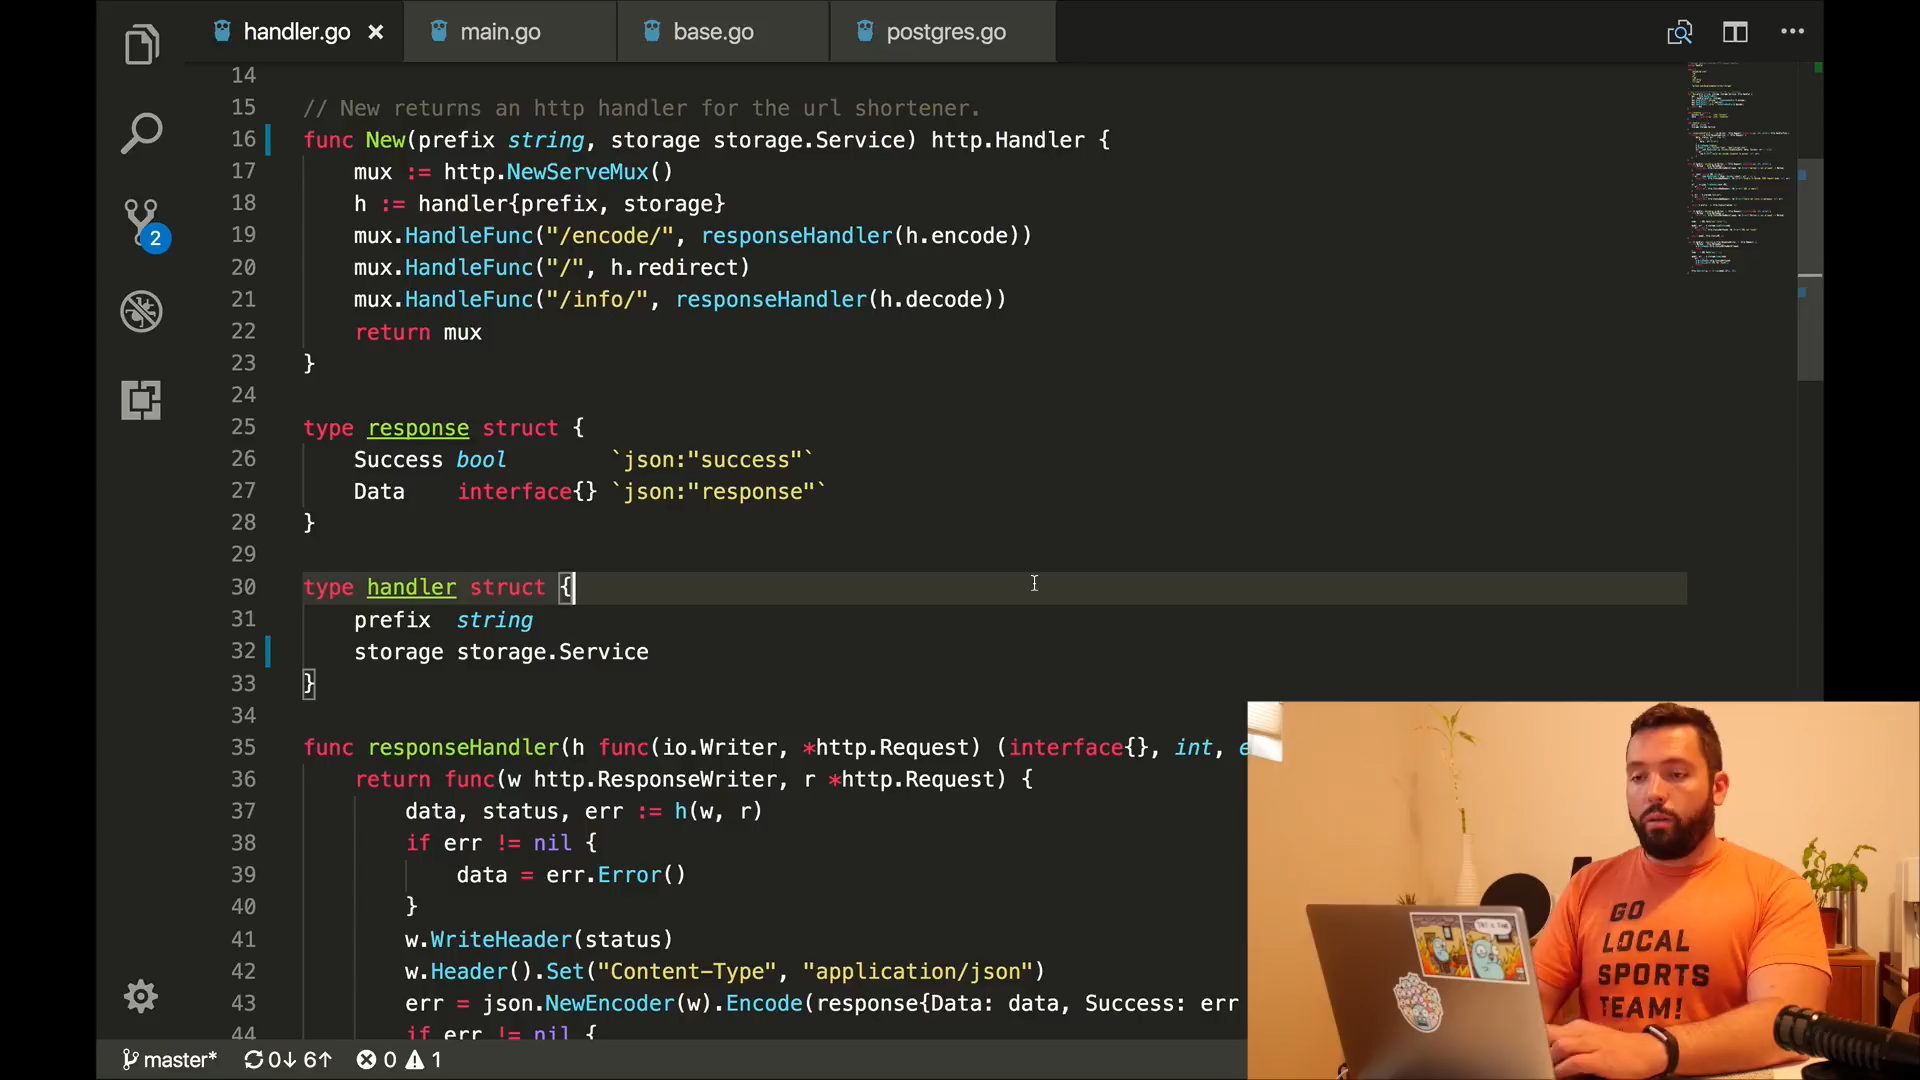 handler.go
main.go
base.go
postgres.go
14
15 // New returns an http handler for the url shortener.
16 func New(prefix string, storage storage.Service) http.Handler {
17 mux := http.NewServeMux()
18 h := handler{prefix, storage}
19 mux.HandleFunc("/encode/", responseHandler(h.encode))
20 mux.HandleFunc("/", h.redirect)
21 mux.HandleFunc("/info/", responseHandler(h.decode))
22 return mux
23 }
24
25 type response struct {
26 Success bool `json:"success"`
27 Data interface{} `json:"response"`
28 }
29
30 type handler struct {
31 prefix string
32 storage storage.Service
33 }
34
35 func responseHandler(h func(io.Writer, *http.Request) (interface{}, int, e
36 return func(w http.ResponseWriter, r *http.Request) {
37 data, status, err := h(w, r)
38 if err != nil {
39 data = err.Error()
40 }
41 w.WriteHeader(status)
42 w.Header().Set("Content-Type", "application/json")
43 err = json.NewEncoder(w).Encode(response{Data: data, Success: err
44 if err != nil {
2
master* 0↓ 6↑ 0 1
GO
LOCAL
SPORTS
TEAM!